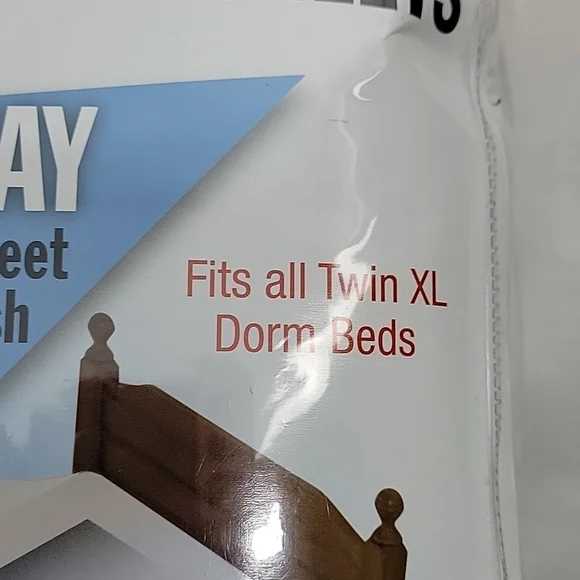 AY
eet
sh
Fits all Twin XL
Dorm Beds